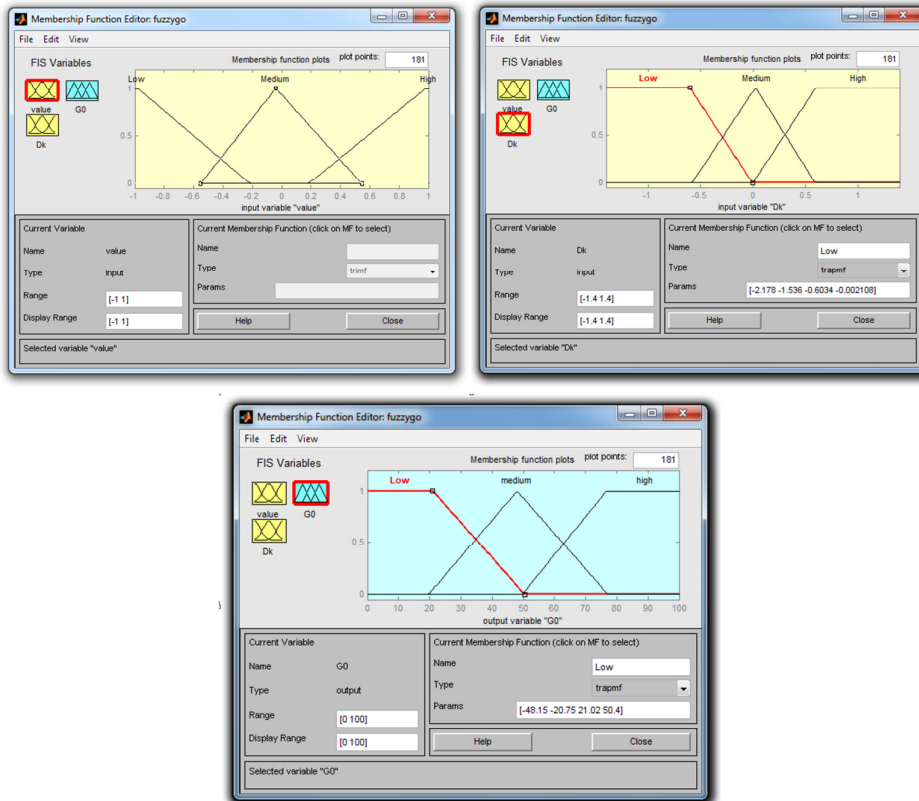 Membership Function Editor: fuzzygo
File Edit View
FIS Variables
Membership function plots
plot points:
181
value
G0
Dk
Low
Medium
High
1
0.5
0
-1 -0.8 -0.6 -0.4 -0.2 0 0.2 0.4 0.6 0.8 1
input variable "value"
Current Variable
Name value
Type input
Range [-1 1]
Display Range [-1 1]
Current Membership Function (click on MF to select)
Name
Type trimf
Params
Help Close
Selected variable "value"
Membership Function Editor: fuzzygo
File Edit View
FIS Variables
Membership function plots
plot points:
181
value
G0
Dk
Low
Medium
High
1
0.5
0
-1 -0.5 0 0.5 1
input variable "Dk"
Current Variable
Name Dk
Type input
Range [-1.4 1.4]
Display Range [-1.4 1.4]
Current Membership Function (click on MF to select)
Name Low
Type trapmf
Params [-2.178 -1.536 -0.6034 -0.002108]
Help Close
Selected variable "Dk"
Membership Function Editor: fuzzygo
File Edit View
FIS Variables
Membership function plots
plot points:
181
value
G0
Dk
Low
medium
high
1
0.5
0
0 10 20 30 40 50 60 70 80 90 100
output variable "G0"
Current Variable
Name G0
Type output
Range [0 100]
Display Range [0 100]
Current Membership Function (click on MF to select)
Name Low
Type trapmf
Params [-48.15 -20.75 21.02 50.4]
Help Close
Selected variable "G0"